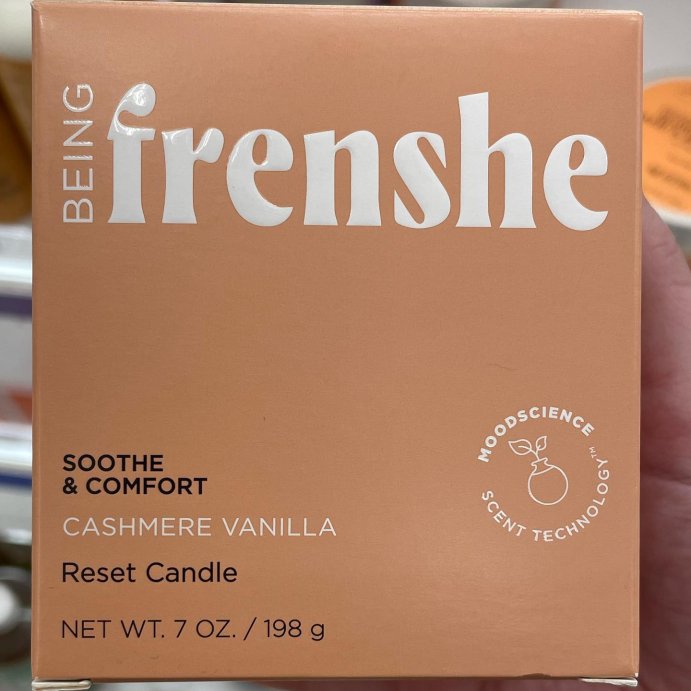 BEING
frenshe
MOODSCIENCE
SCENT TECHNOLOGY™
SOOTHE
& COMFORT
CASHMERE VANILLA
Reset Candle
NET WT. 7 OZ. / 198 g